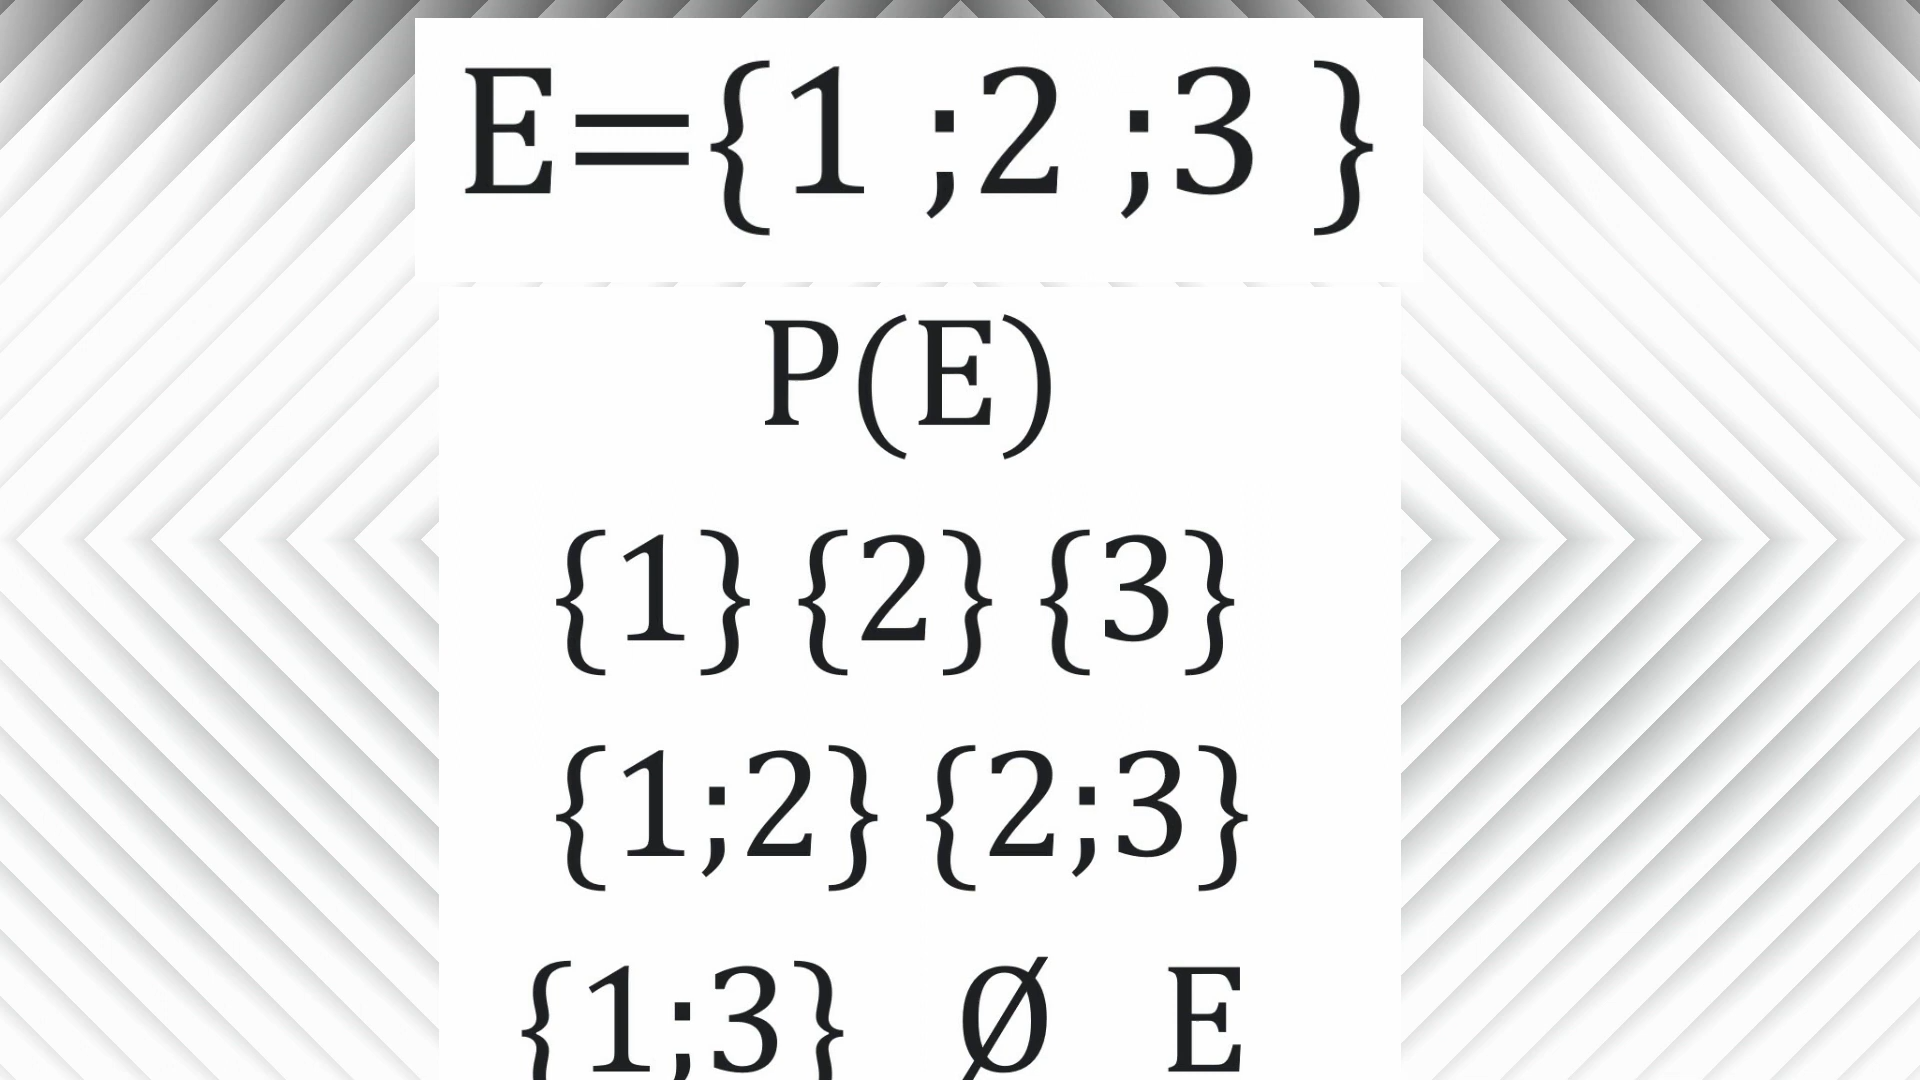 E={1 ;2 ;3 }
P(E)
{1} {2} {3}
{1;2} {2;3}
{1;3} Ø E